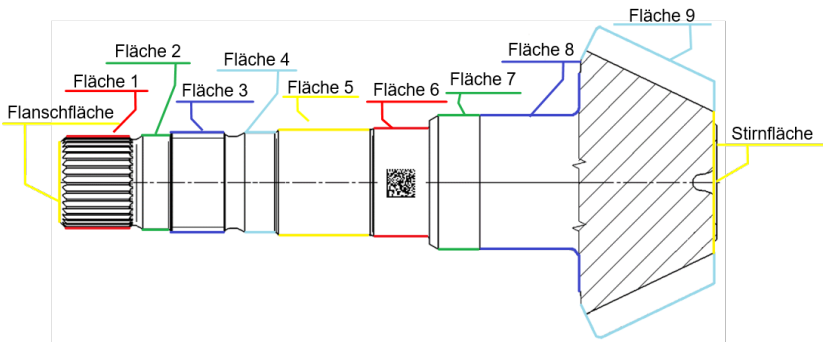 Fläche 9
Fläche 2
Fläche 8
Fläche 4
Fläche 1
Fläche 7
Fläche 3
Fläche 5
Fläche 6
Flanschfläche
Stirnfläche